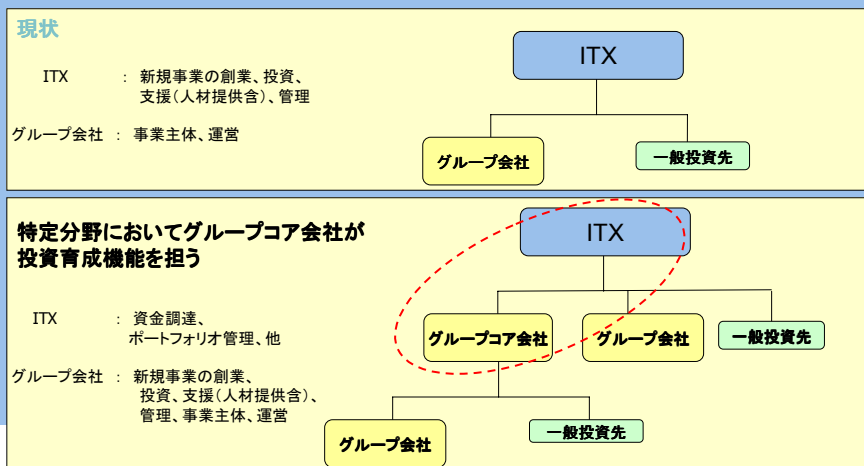 現状
ITX : 新規事業の創業、投資、
支援(人材提供含)、管理
グループ会社 : 事業主体、運営
ITX
グループ会社
一般投資先
特定分野においてグループコア会社が
投資育成機能を担う
ITX : 資金調達、
ポートフォリオ管理、他
グループ会社 : 新規事業の創業、
投資、支援(人材提供含)、
管理、事業主体、運営
ITX
グループコア会社
グループ会社
一般投資先
グループ会社
一般投資先